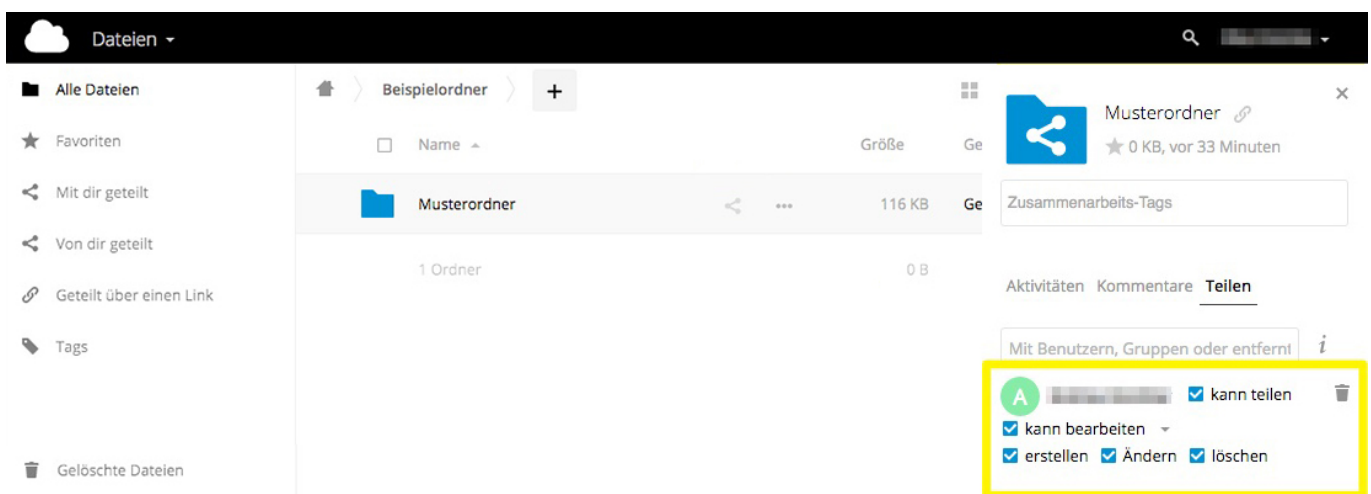 Dateien
Alle Dateien
Favoriten
Mit dir geteilt
Von dir geteilt
Geteilt über einen Link
Tags
Gelöschte Dateien
Beispielordner +
Name Größe Ge
Musterordner ... 116 KB Ge
1 Ordner 0 B
Musterordner
0 KB, vor 33 Minuten
Zusammenarbeits-Tags
Aktivitäten Kommentare Teilen
Mit Benutzern, Gruppen oder entfernt i
A kann teilen
kann bearbeiten
erstellen Ändern löschen